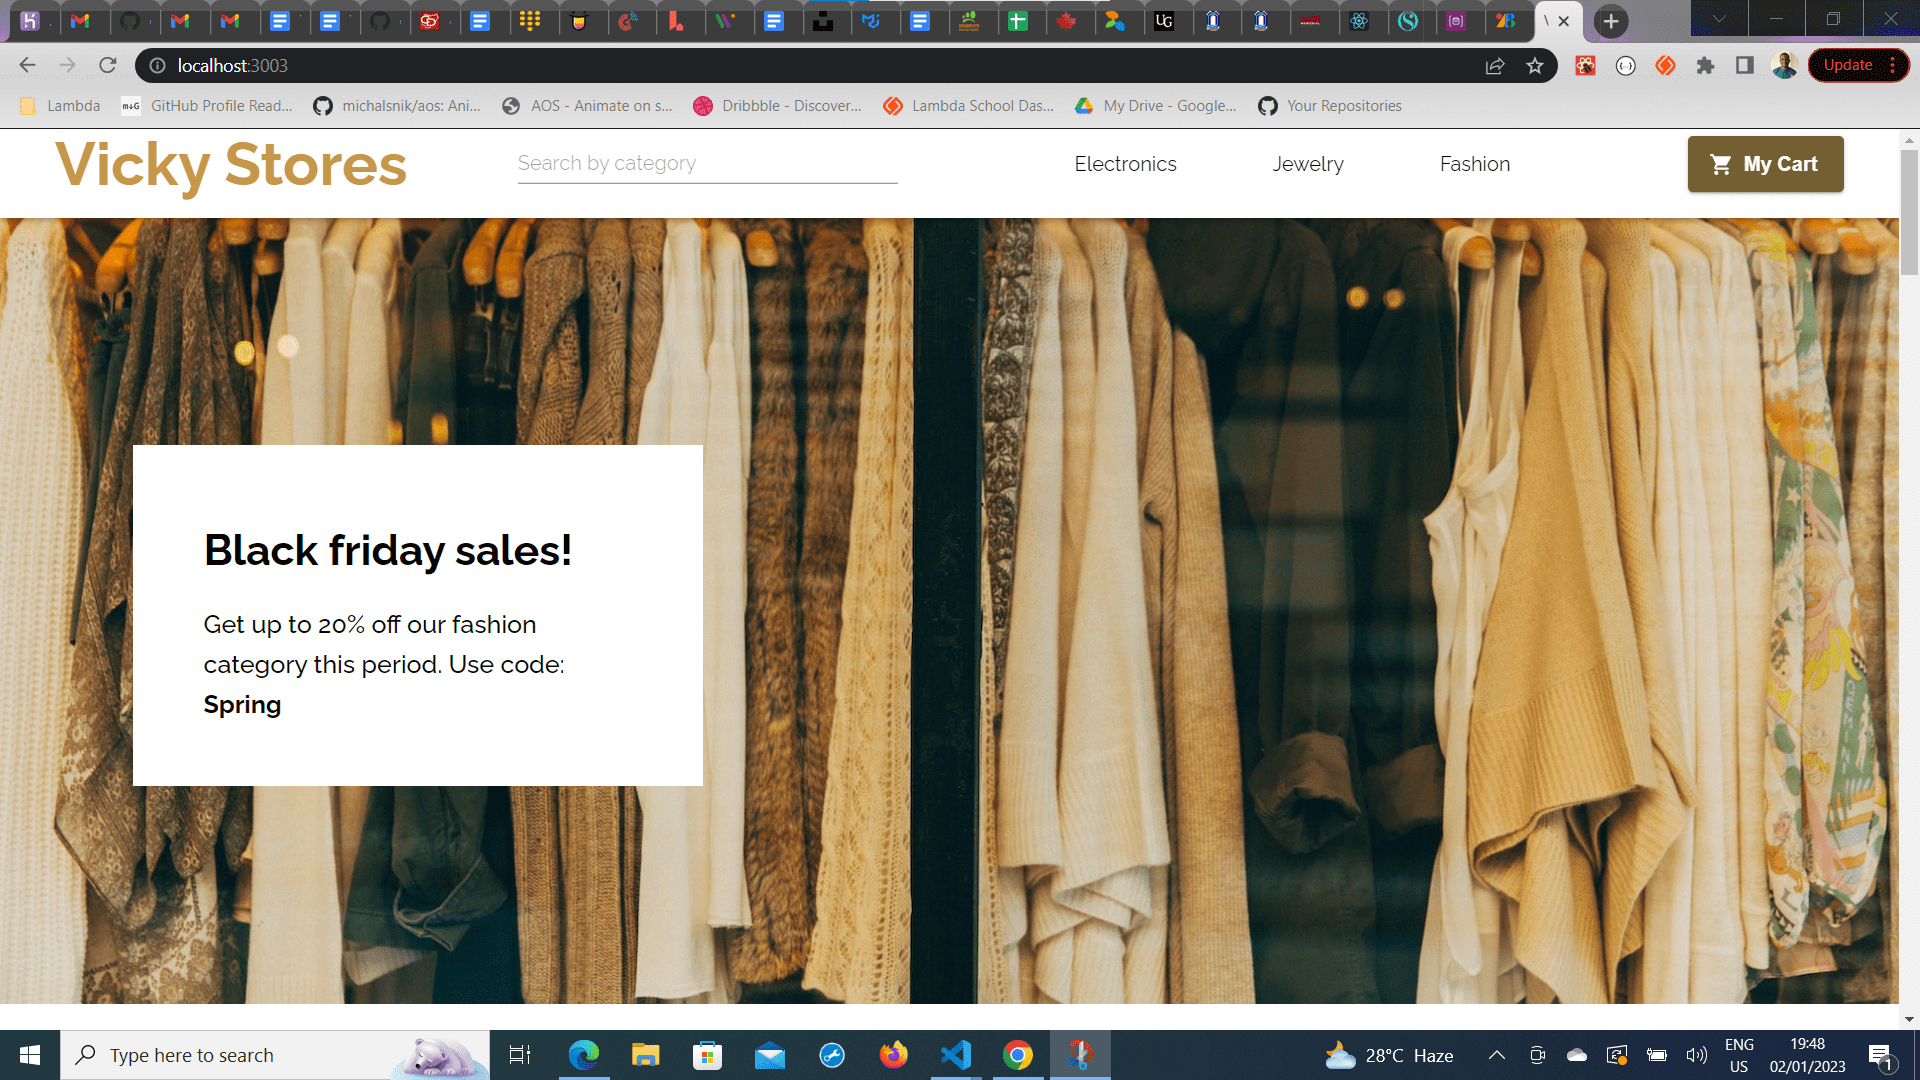 localhost:3003
Update
Lambda
GitHub Profile Read...
michalsnik/aos: Ani...
AOS - Animate on s...
Dribbble - Discover...
Lambda School Das...
My Drive - Google...
Your Repositories
Vicky Stores
Search by category
Electronics
Jewelry
Fashion
My Cart
Black friday sales!
Get up to 20% off our fashion
category this period. Use code:
Spring
Type here to search
28°C Haze
ENG
US
19:48
02/01/2023
1